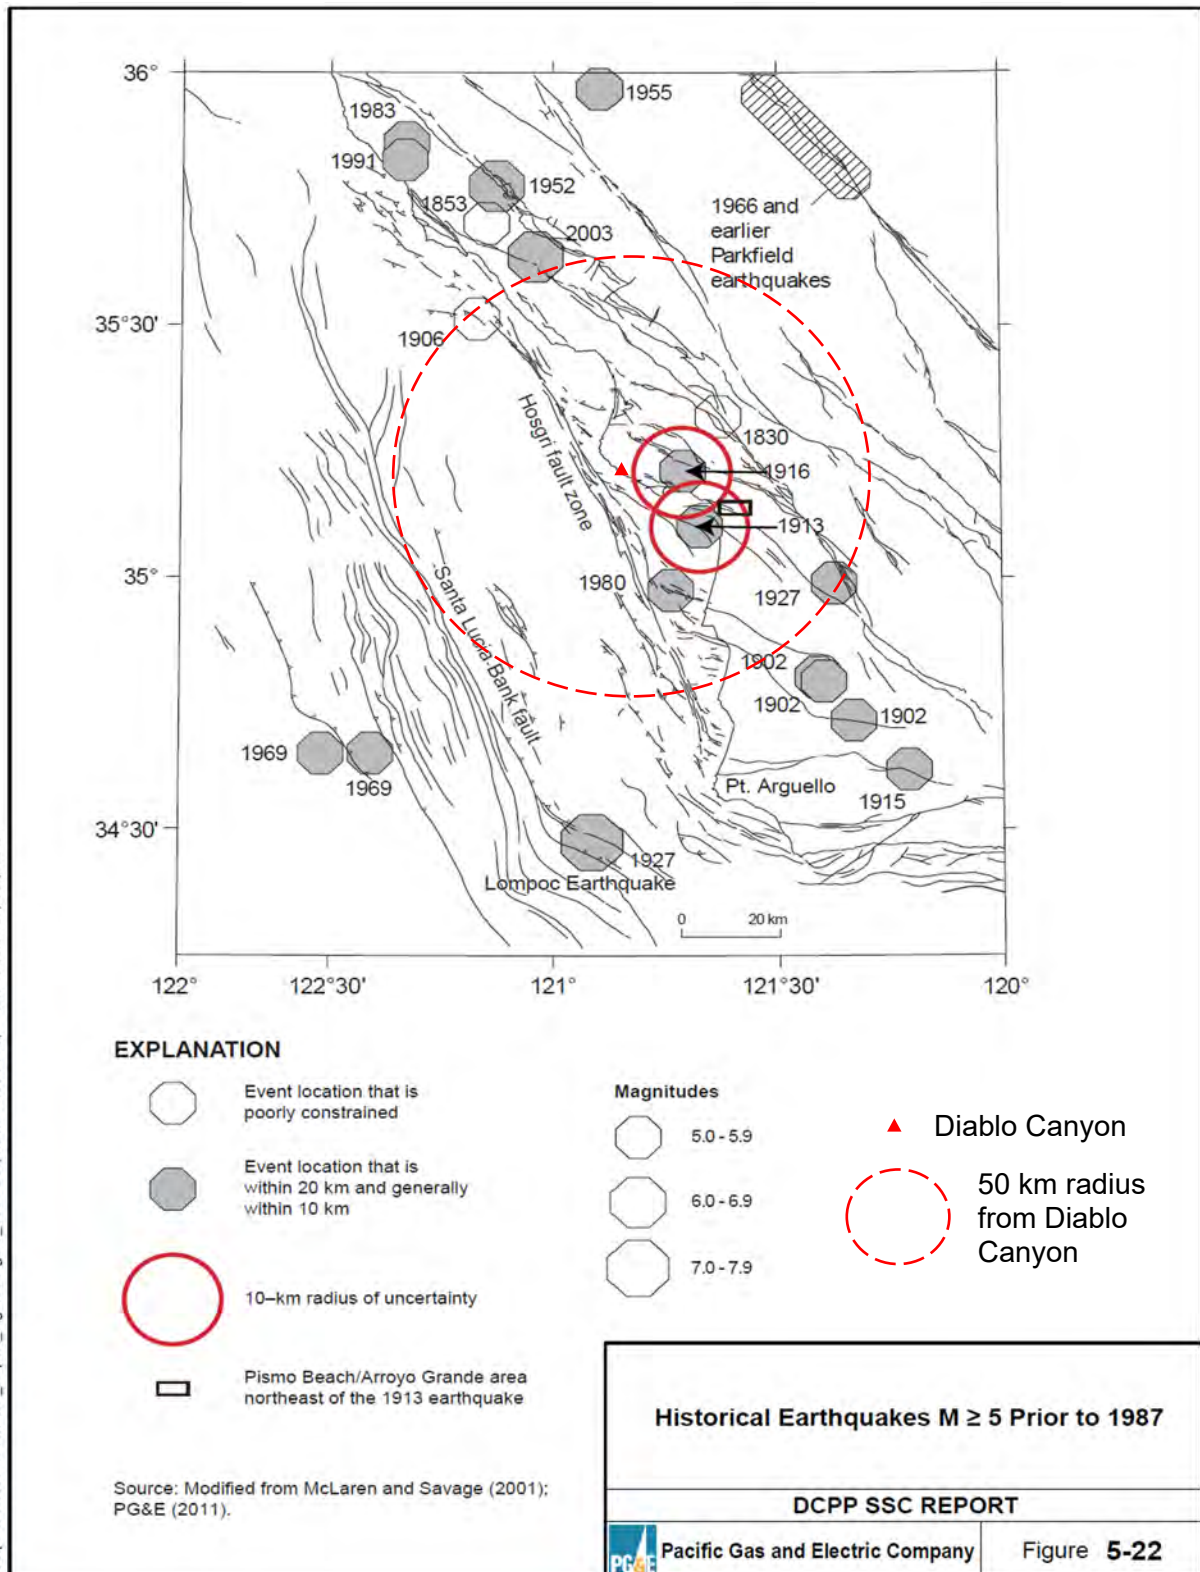 36°
1955
1983
1991
1952
1853
2003
1966 and
earlier
Parkfield
earthquakes
35°30'
1906
Hosgri fault zone
1830
1916
1913
35°
1980
1927
Santa Lucia Bank fault
1902
1902
1902
1969
1969
Pt. Arguello
1915
34°30'
1927
Lompoc Earthquake
0 20 km
122° 122°30' 121° 121°30' 120°
EXPLANATION
Event location that is
poorly constrained
Event location that is
within 20 km and generally
within 10 km
10–km radius of uncertainty
Pismo Beach/Arroyo Grande area
northeast of the 1913 earthquake
Magnitudes
5.0 - 5.9
6.0 - 6.9
7.0 - 7.9
Diablo Canyon
50 km radius
from Diablo
Canyon
Source: Modified from McLaren and Savage (2001);
PG&E (2011).
Historical Earthquakes M ≥ 5 Prior to 1987
DCPP SSC REPORT
PG&E Pacific Gas and Electric Company Figure 5-22